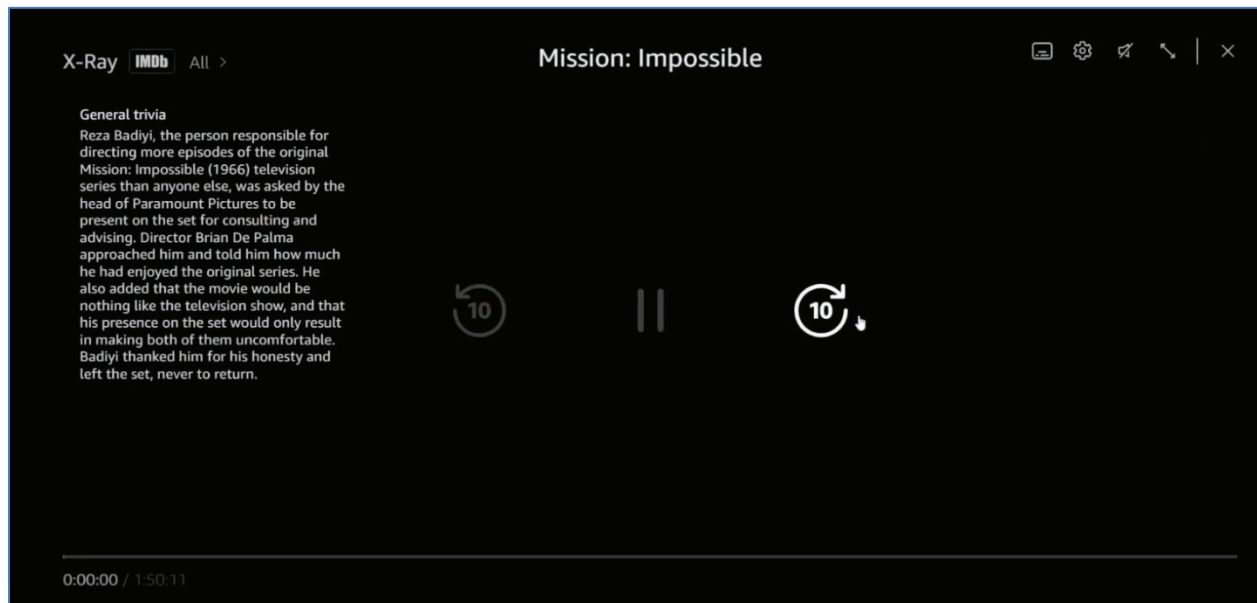 X-Ray IMDb All >
Mission: Impossible
General trivia
Reza Badiyi, the person responsible for
directing more episodes of the original
Mission: Impossible (1966) television
series than anyone else, was asked by the
head of Paramount Pictures to be
present on the set for consulting and
advising. Director Brian De Palma
approached him and told him how much
he had enjoyed the original series. He
also added that the movie would be
nothing like the television show, and that
his presence on the set would only result
in making both of them uncomfortable.
Badiyi thanked him for his honesty and
left the set, never to return.
10
10
0:00:00 / 1:50:11